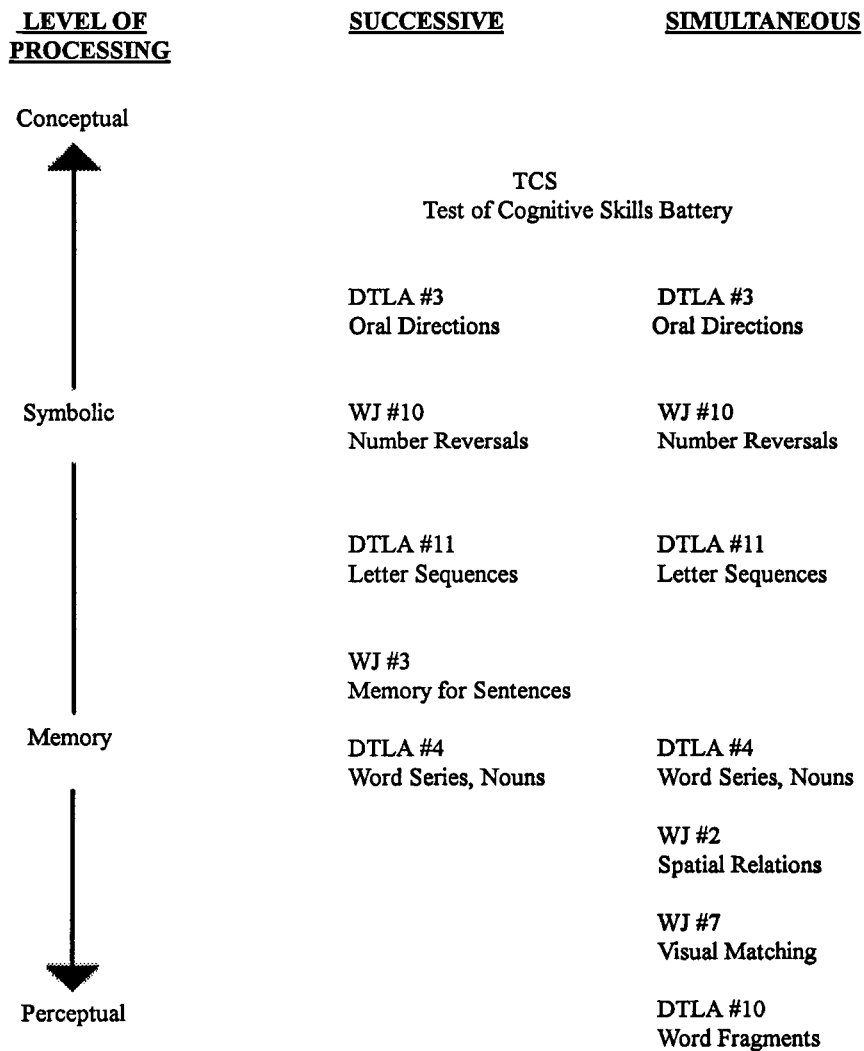 LEVEL OF PROCESSING
SUCCESSIVE
SIMULTANEOUS
Conceptual
TCS
Test of Cognitive Skills Battery
DTLA #3
Oral Directions
DTLA #3
Oral Directions
Symbolic
WJ #10
Number Reversals
WJ #10
Number Reversals
DTLA #11
Letter Sequences
DTLA #11
Letter Sequences
WJ #3
Memory for Sentences
Memory
DTLA #4
Word Series, Nouns
DTLA #4
Word Series, Nouns
WJ #2
Spatial Relations
WJ #7
Visual Matching
Perceptual
DTLA #10
Word Fragments